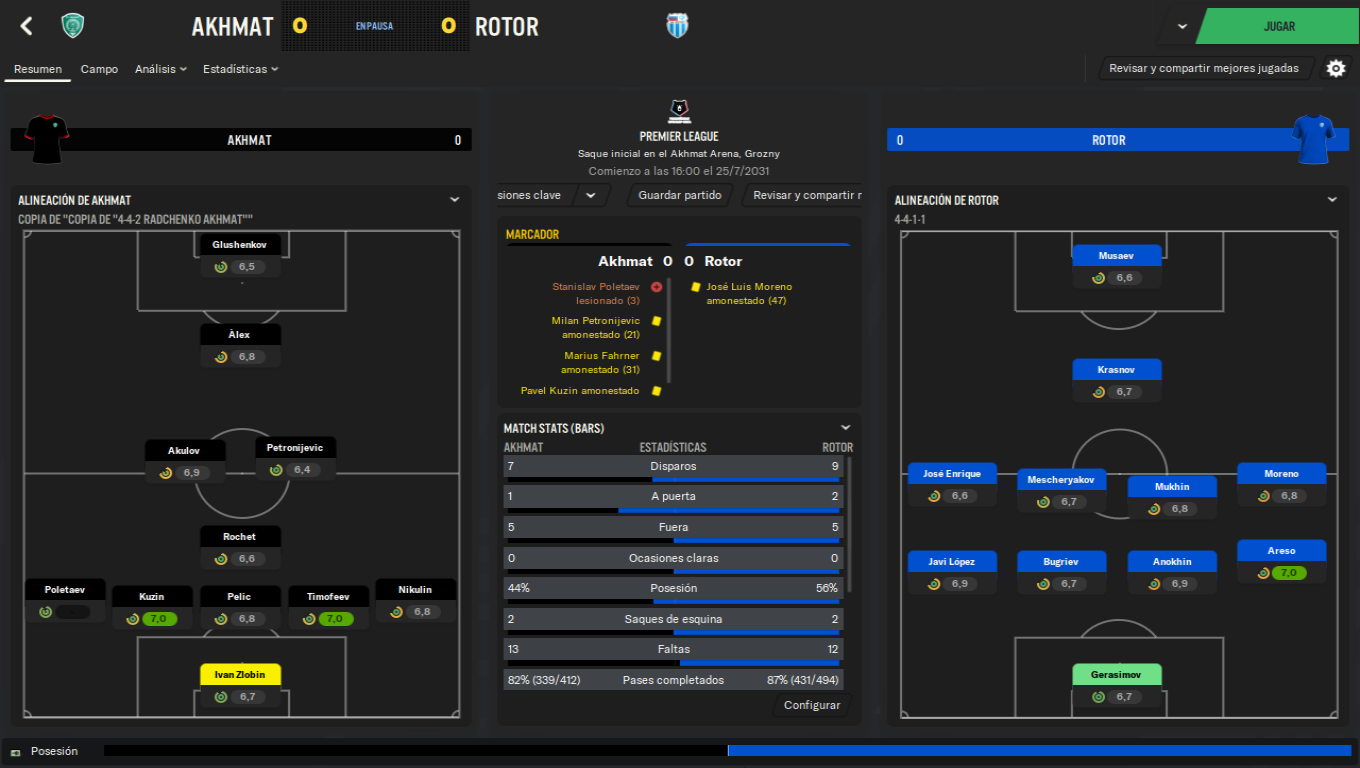 AKHMAT
0
EN PAUSA
0
ROTOR
JUGAR
Resumen
Campo
Análisis
Estadísticas
Revisar y compartir mejores jugadas
AKHMAT
0
PREMIER LEAGUE
Saque inicial en el Akhmat Arena, Grozny
Comienzo a las 16:00 el 25/7/2031
0
ROTOR
siones clave
Guardar partido
Revisar y compartir r
ALINEACIÓN DE AKHMAT
COPIA DE "COPIA DE "4-4-2 RADCHENKO AKHMAT""
Glushenkov
6,5
Àlex
6,8
Akulov
6,9
Petronijevic
6,4
Rochet
6,6
Poletaev
-
Kuzin
7,0
Pelic
6,8
Timofeev
7,0
Nikulin
6,8
Ivan Zlobin
6,7
MARCADOR
Akhmat 0 0 Rotor
Stanislav Poletaev
lesionado (3)
Milan Petronijevic
amonestado (21)
Marius Fahrner
amonestado (31)
Pavel Kuzin amonestado
José Luis Moreno
amonestado (47)
MATCH STATS (BARS)
AKHMAT ESTADÍSTICAS ROTOR
7 Disparos 9
1 A puerta 2
5 Fuera 5
0 Ocasiones claras 0
44% Posesión 56%
2 Saques de esquina 2
13 Faltas 12
82% (339/412) Pases completados 87% (431/494)
Configurar
ALINEACIÓN DE ROTOR
4-4-1-1
Musaev
6,6
Krasnov
6,7
José Enrique
6,6
Mescheryakov
6,7
Mukhin
6,8
Moreno
6,8
Javi López
6,9
Bugriev
6,7
Anokhin
6,9
Areso
7,0
Gerasimov
6,7
Posesión